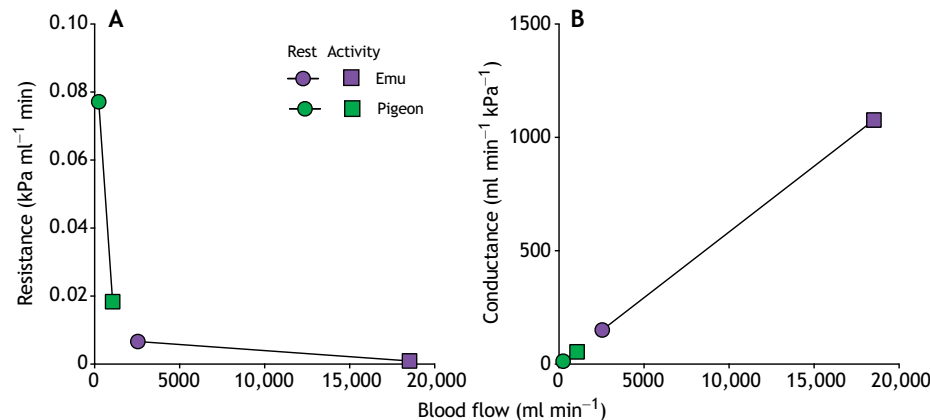 A
Resistance (kPa ml⁻¹ min)
0.10
0.08
0.06
0.04
0.02
0
0 5000 10,000 15,000 20,000
Rest Activity
Emu
Pigeon
B
Conductance (ml min⁻¹ kPa⁻¹)
1500
1000
500
0
0 5000 10,000 15,000 20,000
Blood flow (ml min⁻¹)